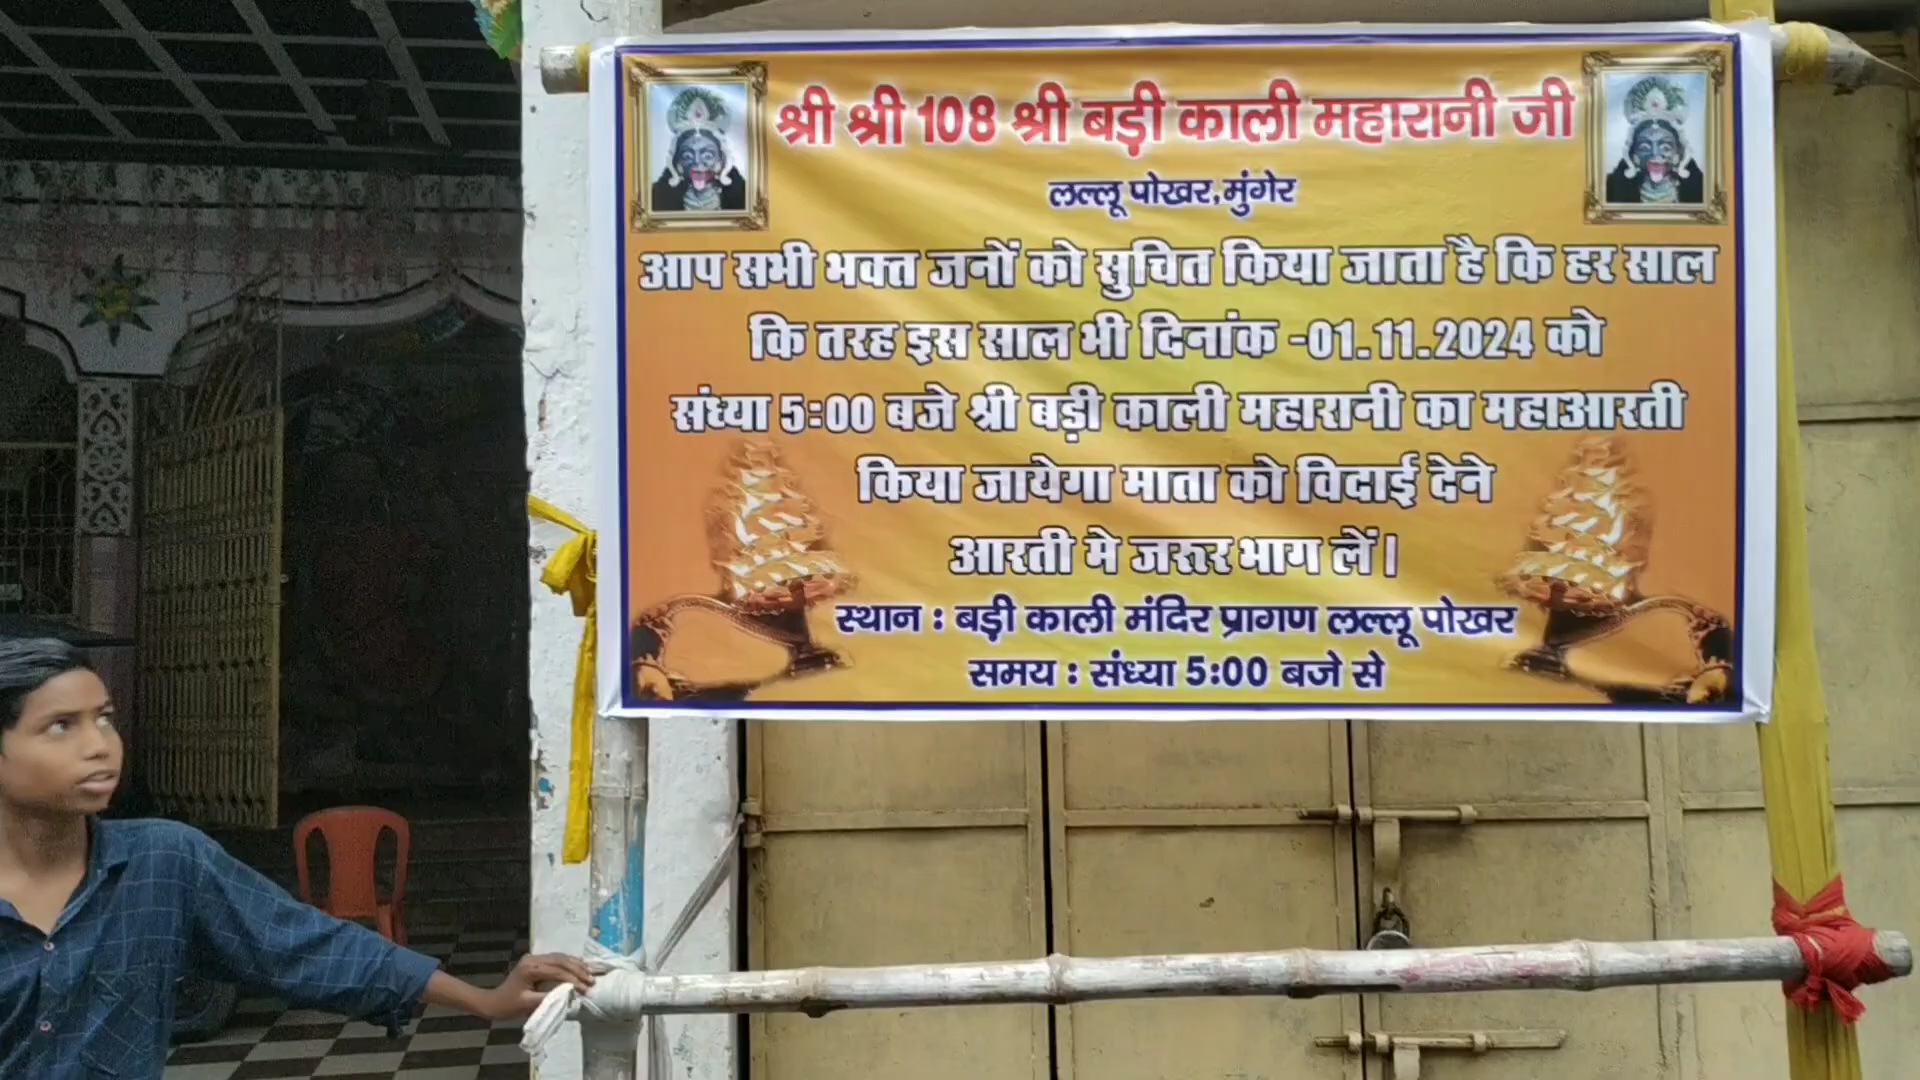 श्री श्री 108 श्री बड़ी काली महारानी जी
लल्लू पोखर,मुंगेर
आप सभी भक्त जनों को सुचित किया जाता है कि हर साल
कि तरह इस साल भी दिनांक -01.11.2024 को
संध्या 5:00 बजे श्री बड़ी काली महारानी का महाआरती
किया जायेगा माता को विदाई देने
आरती मे जरूर भाग लें।
स्थान : बड़ी काली मंदिर प्रागण लल्लू पोखर
समय : संध्या 5:00 बजे से